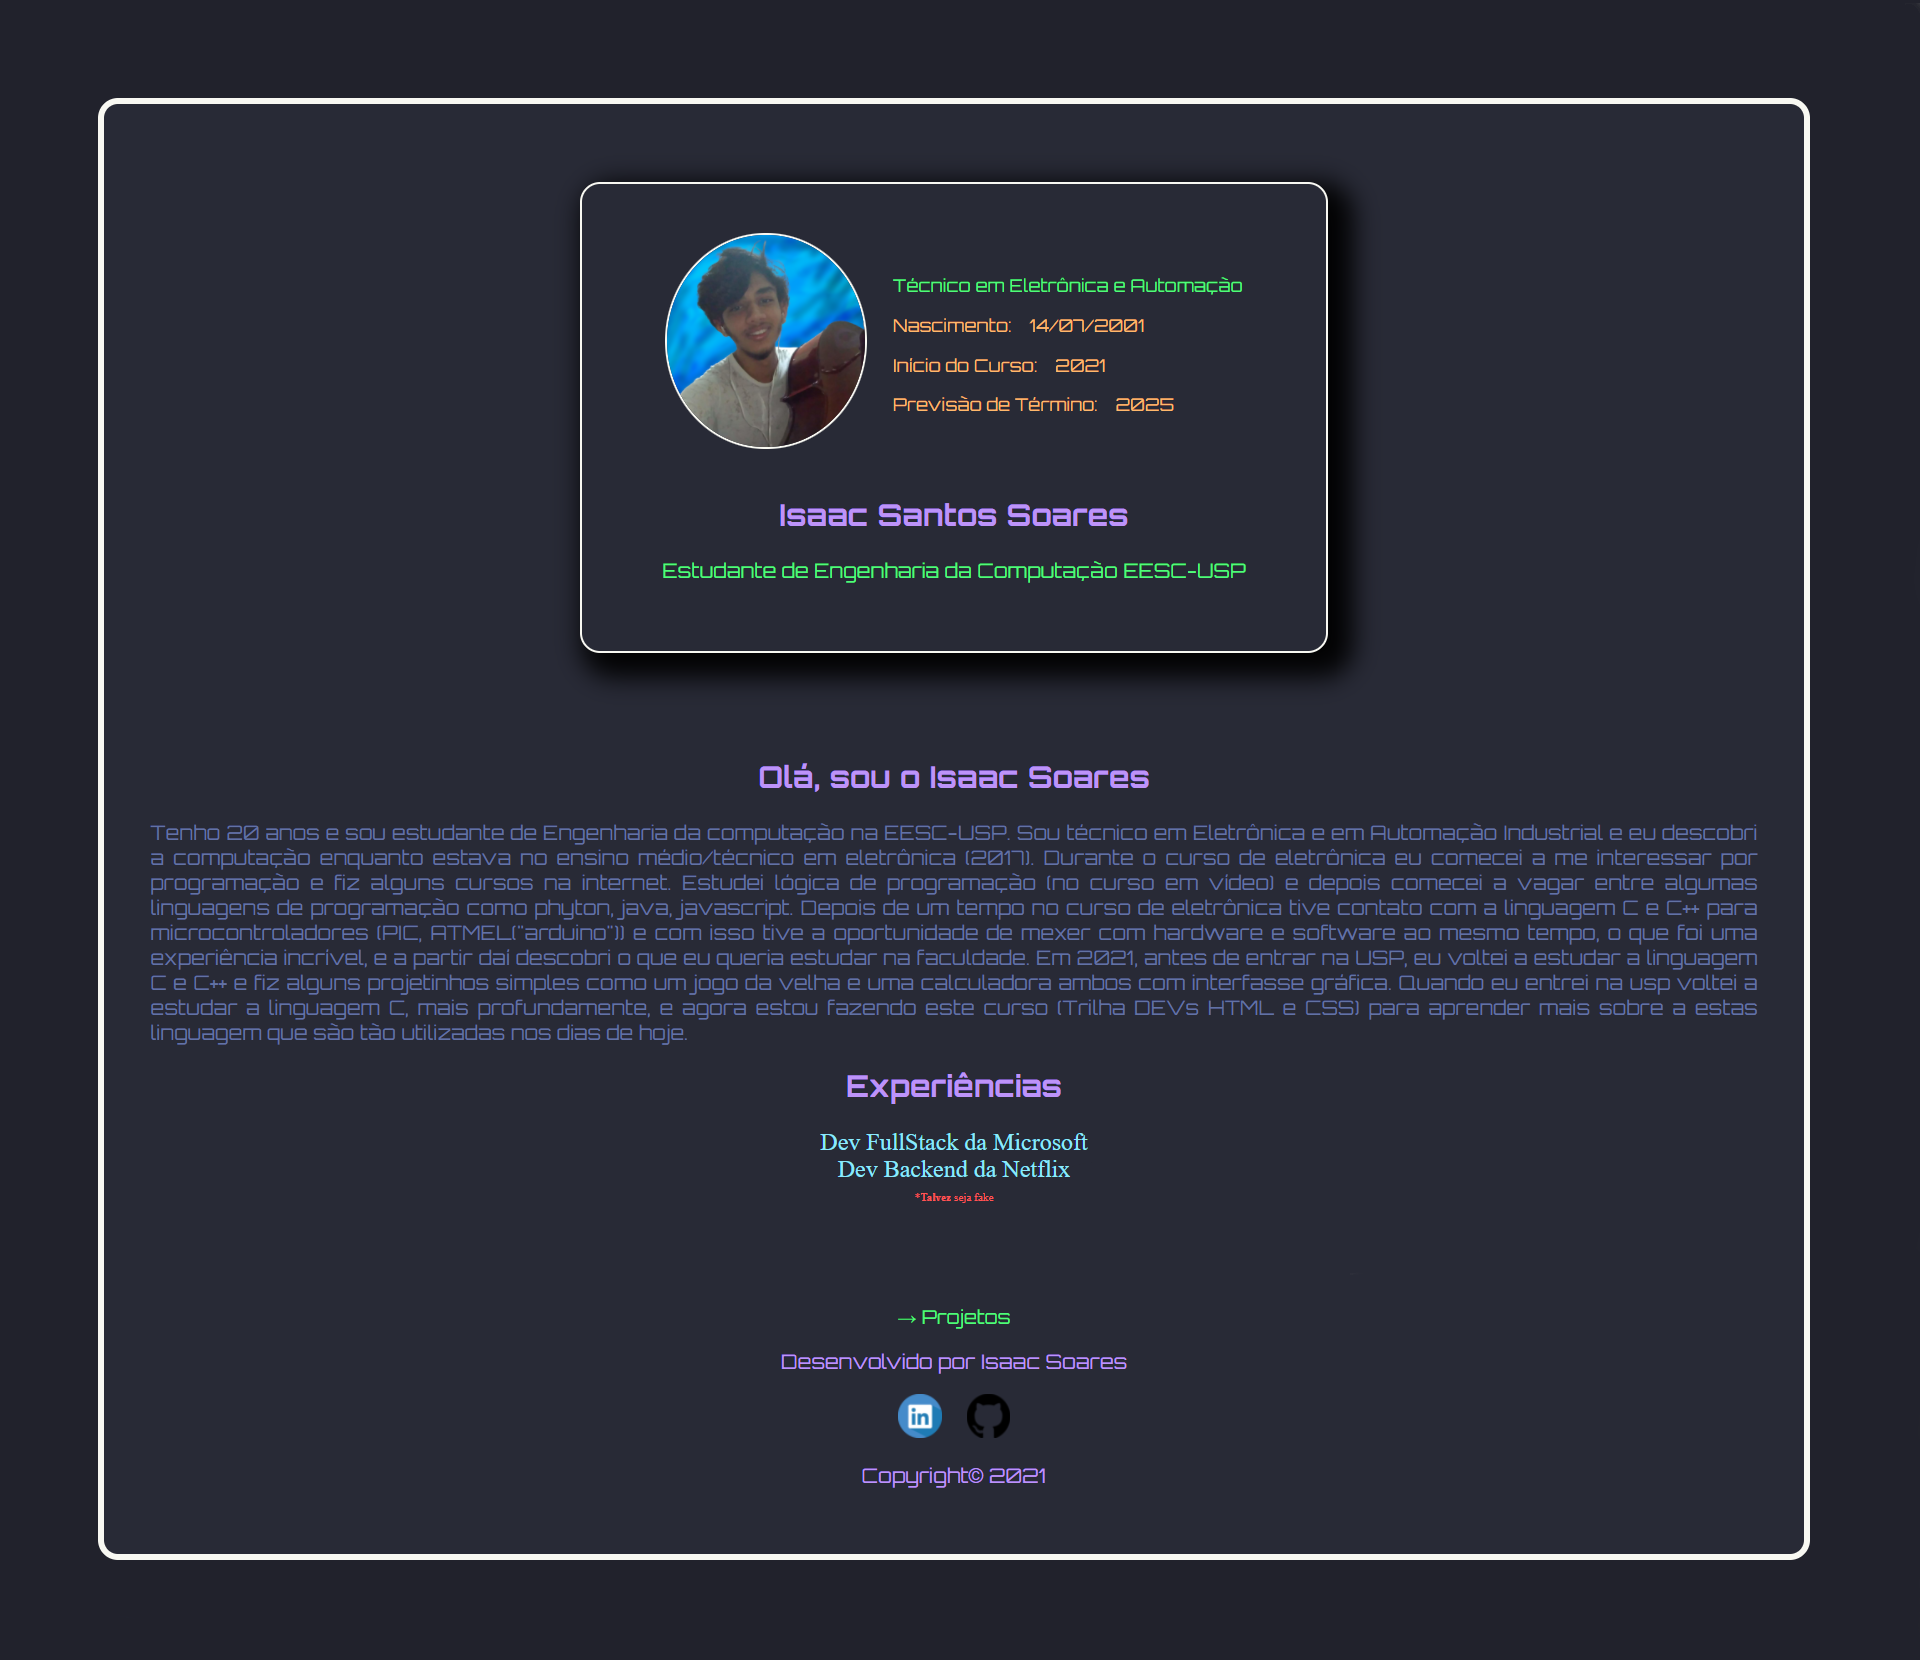 Técnico em Eletrônica e Automação
Nascimento: 14/07/2001
Início do Curso: 2021
Previsão de Término: 2025
Isaac Santos Soares
Estudante de Engenharia da Computação EESC-USP
Olá, sou o Isaac Soares
Tenho 20 anos e sou estudante de Engenharia da computação na EESC-USP. Sou técnico em Eletrônica e em Automação Industrial e eu descobri
a computação enquanto estava no ensino médio/técnico em eletrônica (2017). Durante o curso de eletrônica eu comecei a me interessar por
programação e fiz alguns cursos na internet. Estudei lógica de programação (no curso em vídeo) e depois comecei a vagar entre algumas
linguagens de programação como phyton, java, javascript. Depois de um tempo no curso de eletrônica tive contato com a linguagem C e C++ para
microcontroladores (PIC, ATMEL("arduino")) e com isso tive a oportunidade de mexer com hardware e software ao mesmo tempo, o que foi uma
experiência incrível, e a partir daí descobri o que eu queria estudar na faculdade. Em 2021, antes de entrar na USP, eu voltei a estudar a linguagem
C e C++ e fiz alguns projetinhos simples como um jogo da velha e uma calculadora ambos com interfasse gráfica. Quando eu entrei na usp voltei a
estudar a linguagem C, mais profundamente, e agora estou fazendo este curso (Trilha DEVs HTML e CSS) para aprender mais sobre a estas
linguagem que são tão utilizadas nos dias de hoje.
Experiências
Dev FullStack da Microsoft
Dev Backend da Netflix
*Talvez seja fake
→ Projetos
Desenvolvido por Isaac Soares
in
Copyright© 2021